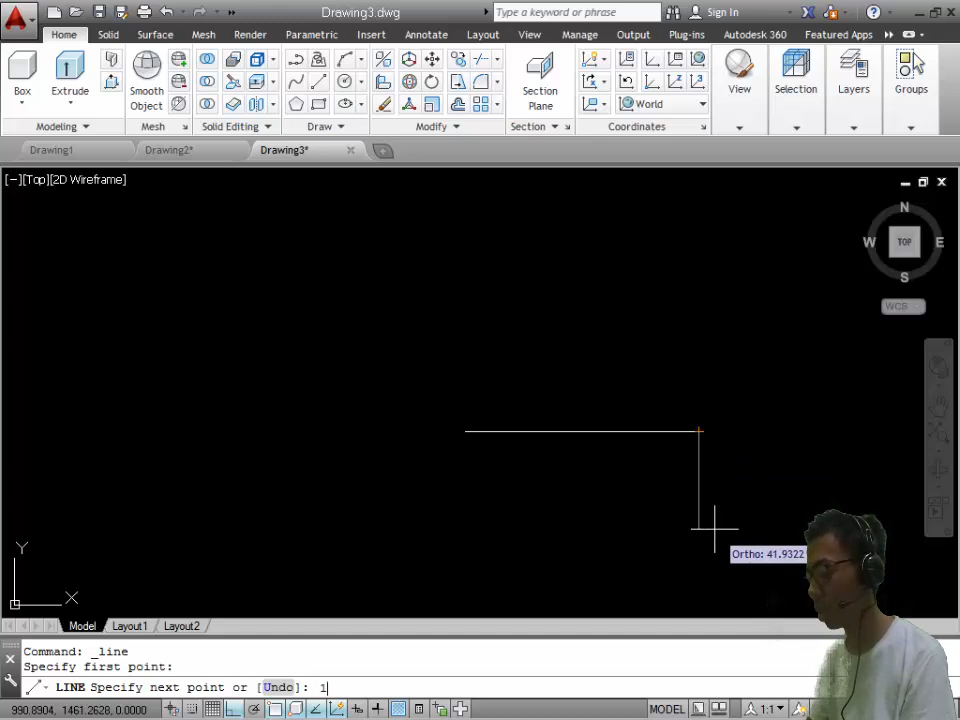 Drawing3.dwg
Type a keyword or phrase
Sign In
Home Solid Surface Mesh Render Parametric Insert Annotate Layout View Manage Output Plug-ins Autodesk 360 Featured Apps
Box
Extrude
Smooth Object
Section Plane
World
View
Selection
Layers
Groups
Modeling Mesh Solid Editing Draw Modify Section Coordinates
Drawing1 Drawing2* Drawing3*
[−][Top][2D Wireframe]
N
W TOP E
S
WCS
Ortho: 41.9322
Y
X
Model Layout1 Layout2
Command: _line
Specify first point:
LINE Specify next point or [Undo]: 1
990.8904, 1461.2628, 0.0000
MODEL
1:1